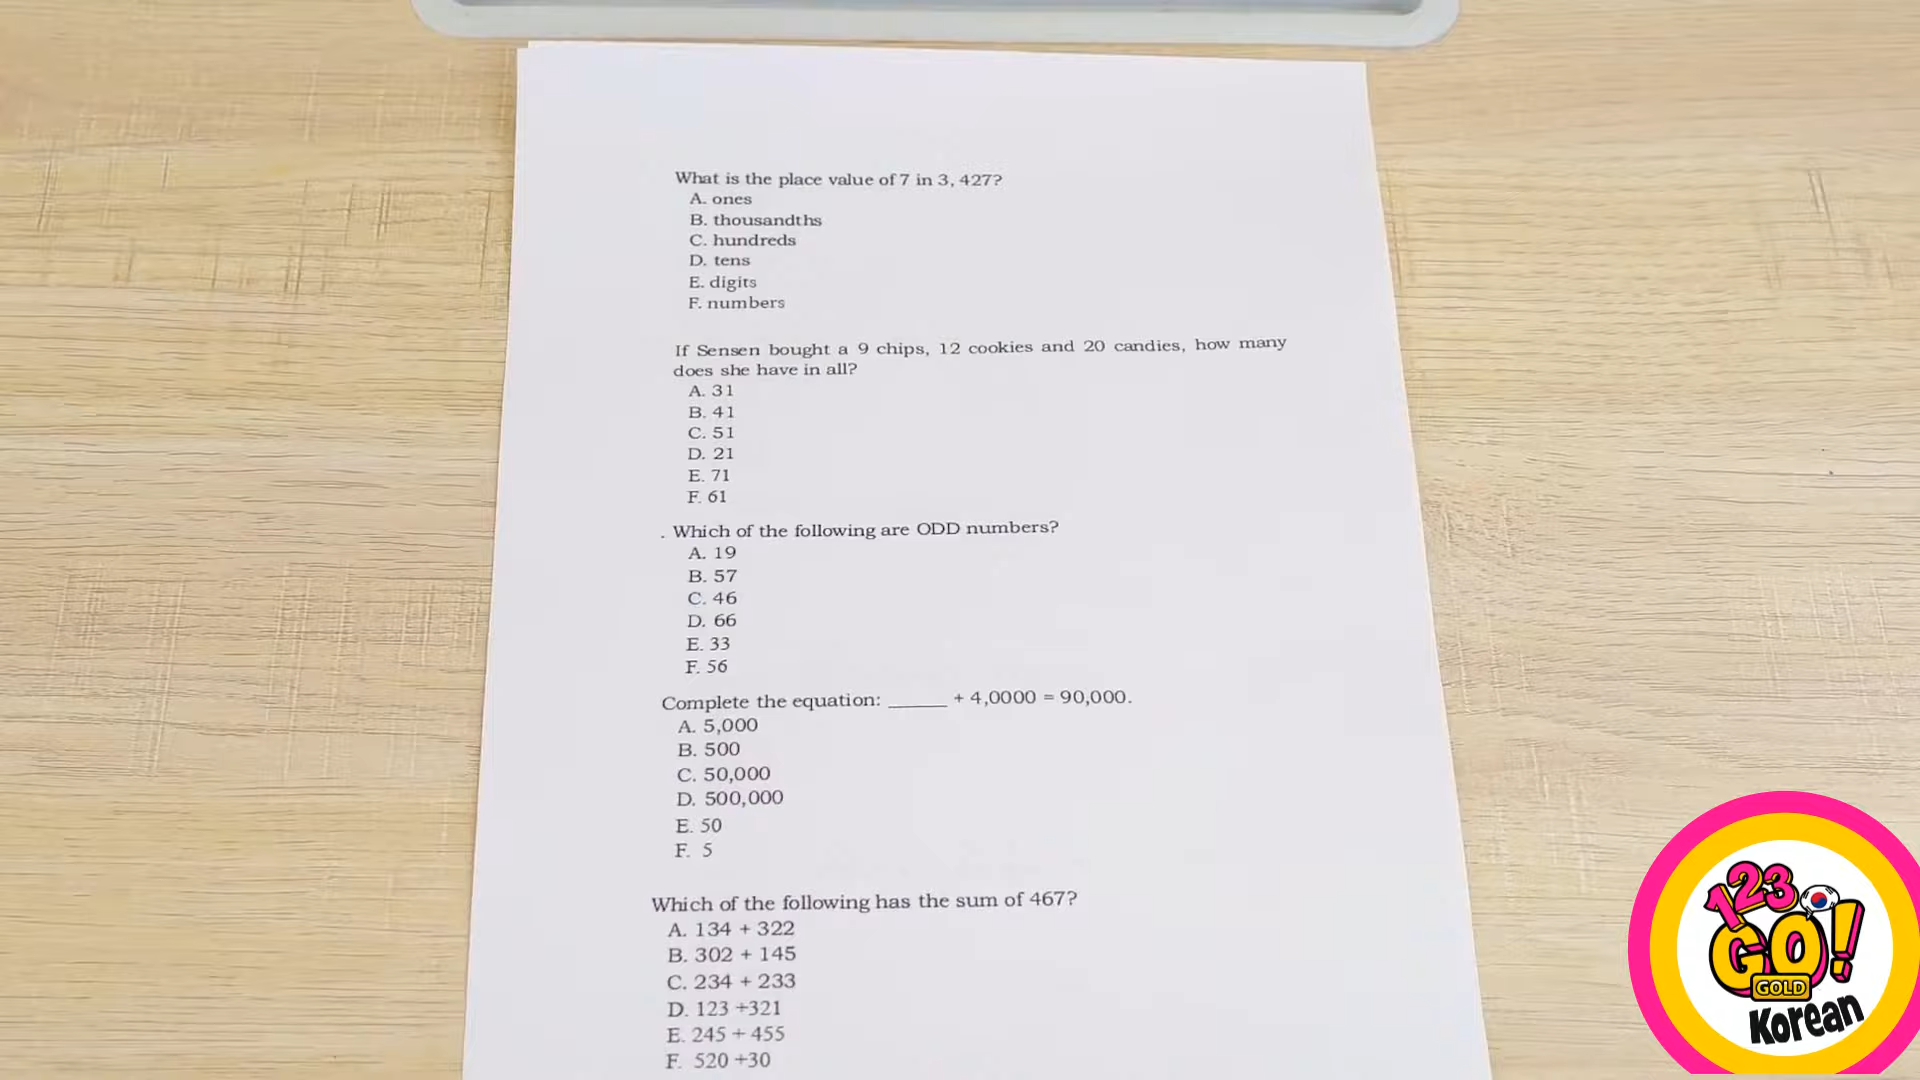 What is the place value of 7 in 3, 427?
A. ones
B. thousandths
C. hundreds
D. tens
E. digits
F. numbers
If Sensen bought a 9 chips, 12 cookies and 20 candies, how many
does she have in all?
A. 31
B. 41
C. 51
D. 21
E. 71
F. 61
. Which of the following are ODD numbers?
A. 19
B. 57
C. 46
D. 66
E. 33
F. 56
Complete the equation: ______ + 4,0000 = 90,000.
A. 5,000
B. 500
C. 50,000
D. 500,000
E. 50
F. 5
Which of the following has the sum of 467?
A. 134 + 322
B. 302 + 145
C. 234 + 233
D. 123 +321
E. 245 + 455
F. 520 +30
123
GO!
GOLD
Korean